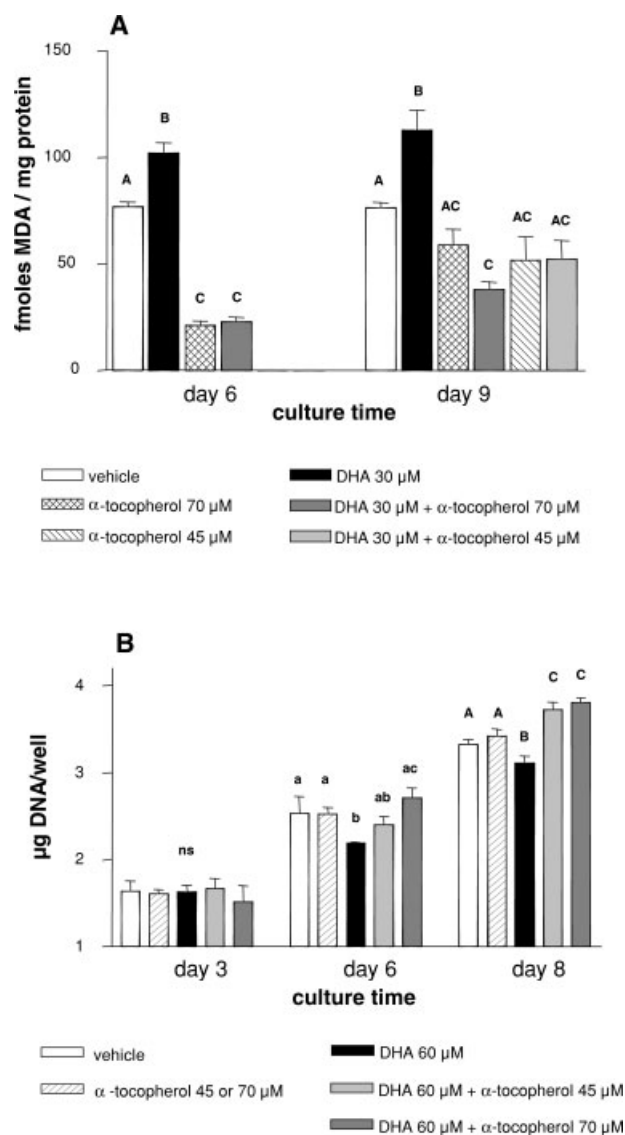 A
150
100
50
0
fmoles MDA / mg protein
A
B
C
C
A
B
AC
C
AC
AC
day 6
day 9
culture time
vehicle
DHA 30 µM
α-tocopherol 70 µM
DHA 30 µM + α-tocopherol 70 µM
α-tocopherol 45 µM
DHA 30 µM + α-tocopherol 45 µM
B
4
3
2
1
µg DNA/well
ns
a
a
b
ab
ac
A
A
B
C
C
day 3
day 6
day 8
culture time
vehicle
DHA 60 µM
α -tocopherol 45 or 70 µM
DHA 60 µM + α-tocopherol 45 µM
DHA 60 µM + α-tocopherol 70 µM